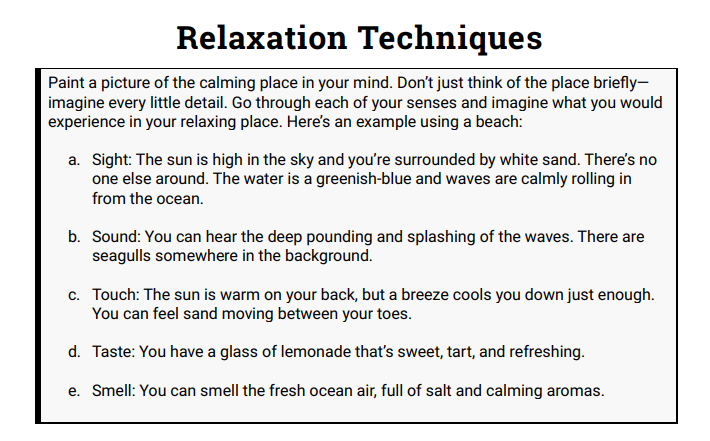 Relaxation Techniques
Paint a picture of the calming place in your mind. Don’t just think of the place briefly—
imagine every little detail. Go through each of your senses and imagine what you would
experience in your relaxing place. Here’s an example using a beach:
a. Sight: The sun is high in the sky and you’re surrounded by white sand. There’s no
one else around. The water is a greenish-blue and waves are calmly rolling in
from the ocean.
b. Sound: You can hear the deep pounding and splashing of the waves. There are
seagulls somewhere in the background.
c. Touch: The sun is warm on your back, but a breeze cools you down just enough.
You can feel sand moving between your toes.
d. Taste: You have a glass of lemonade that’s sweet, tart, and refreshing.
e. Smell: You can smell the fresh ocean air, full of salt and calming aromas.